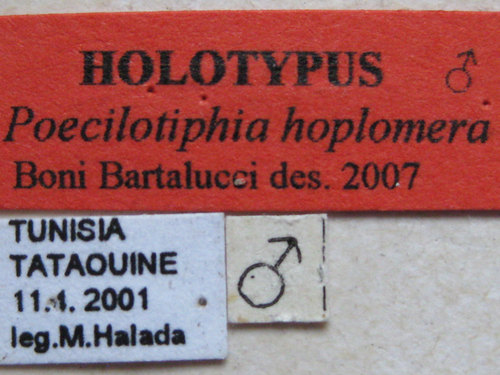 HOLOTYPUS ♂
Poecilotiphia hoplomera
Boni Bartalucci des. 2007
TUNISIA
TATAOUINE
11.4. 2001
leg.M.Halada
♂